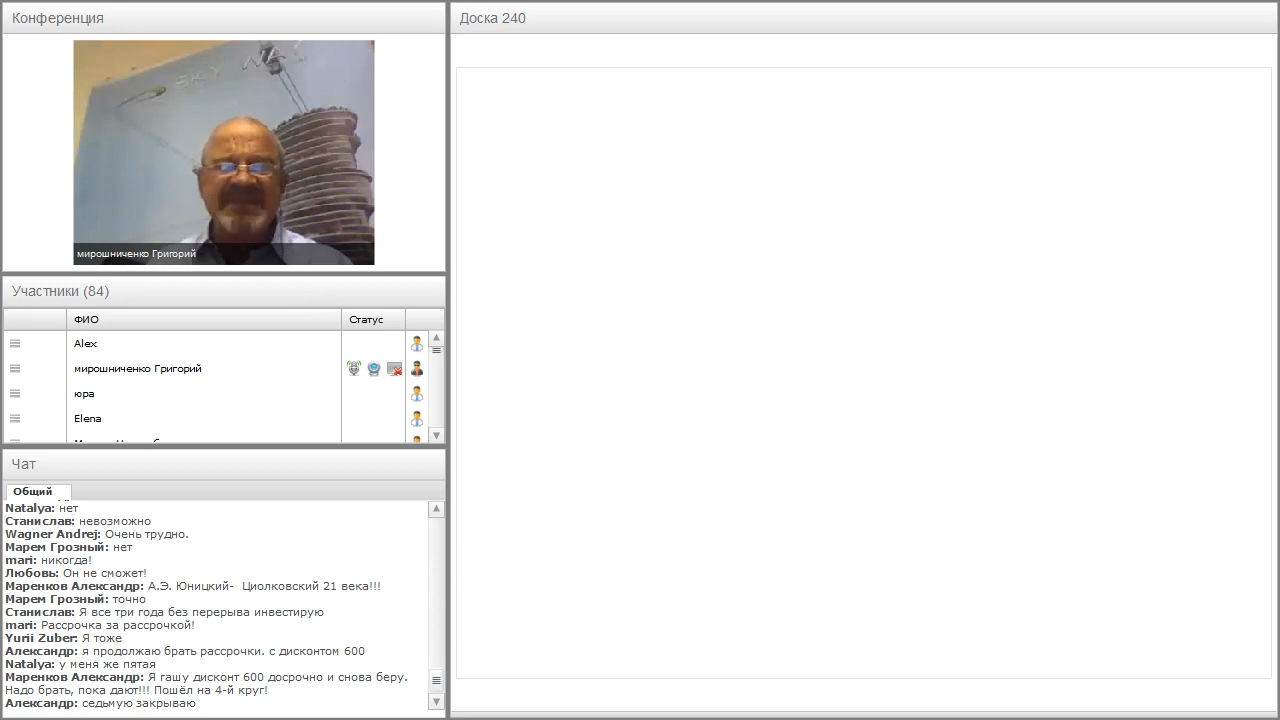 Конференция
SKY WAY
мирошниченко Григорий
Участники (84)
ФИО Статус
Alex
мирошниченко Григорий
юра
Elena
Чат
Общий
Natalya: нет
Станислав: невозможно
Wagner Andrej: Очень трудно.
Марем Грозный: нет
mari: никогда!
Любовь: Он не сможет!
Маренков Александр: А.Э. Юницкий- Циолковский 21 века!!!
Марем Грозный: точно
Станислав: Я все три года без перерыва инвестирую
mari: Рассрочка за рассрочкой!
Yurii Zuber: Я тоже
Александр: я продолжаю брать рассрочки. с дисконтом 600
Natalya: у меня же пятая
Маренков Александр: Я гашу дисконт 600 досрочно и снова беру.
Надо брать, пока дают!!! Пошёл на 4-й круг!
Александр: седьмую закрываю
Доска 240